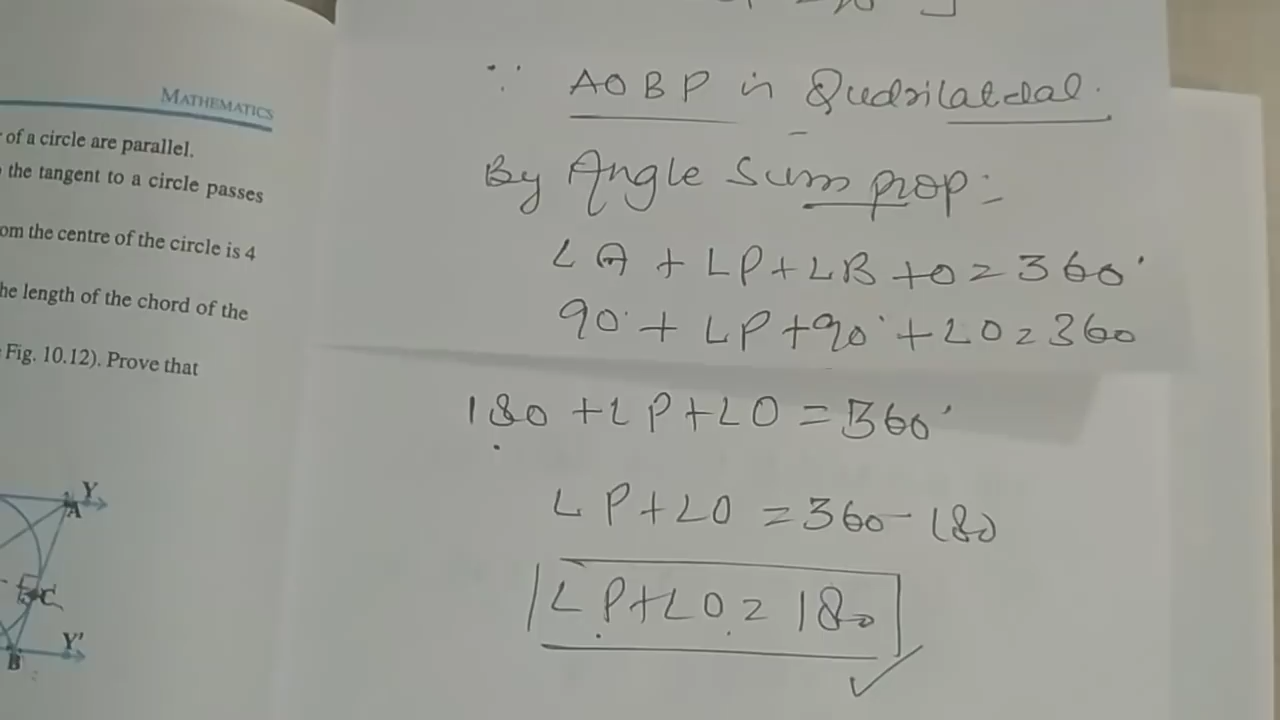 MATHEMATICS
of a circle are parallel.
the tangent to a circle passes
om the centre of the circle is 4
he length of the chord of the
Fig. 10.12). Prove that
Y
A
C
Y'
B
∵ AOBP in Quadrilateral.
By Angle Sum prop:-
∠A + ∠P + ∠B + O = 360°
90° + ∠P + 90° + ∠O = 360
180 + ∠P + ∠O = 360°
∠P + ∠O = 360 - 180
∠P + ∠O = 180